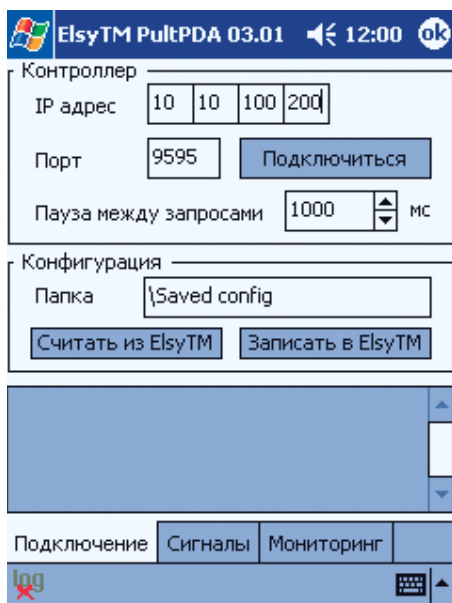 ElsyTM PultPDA 03.01 12:00 ok
Контроллер
IP адрес 10 10 100 200
Порт 9595 Подключиться
Пауза между запросами 1000 мс
Конфигурация
Папка \Saved config
Считать из ElsyTM Записать в ElsyTM
Подключение Сигналы Мониторинг
log